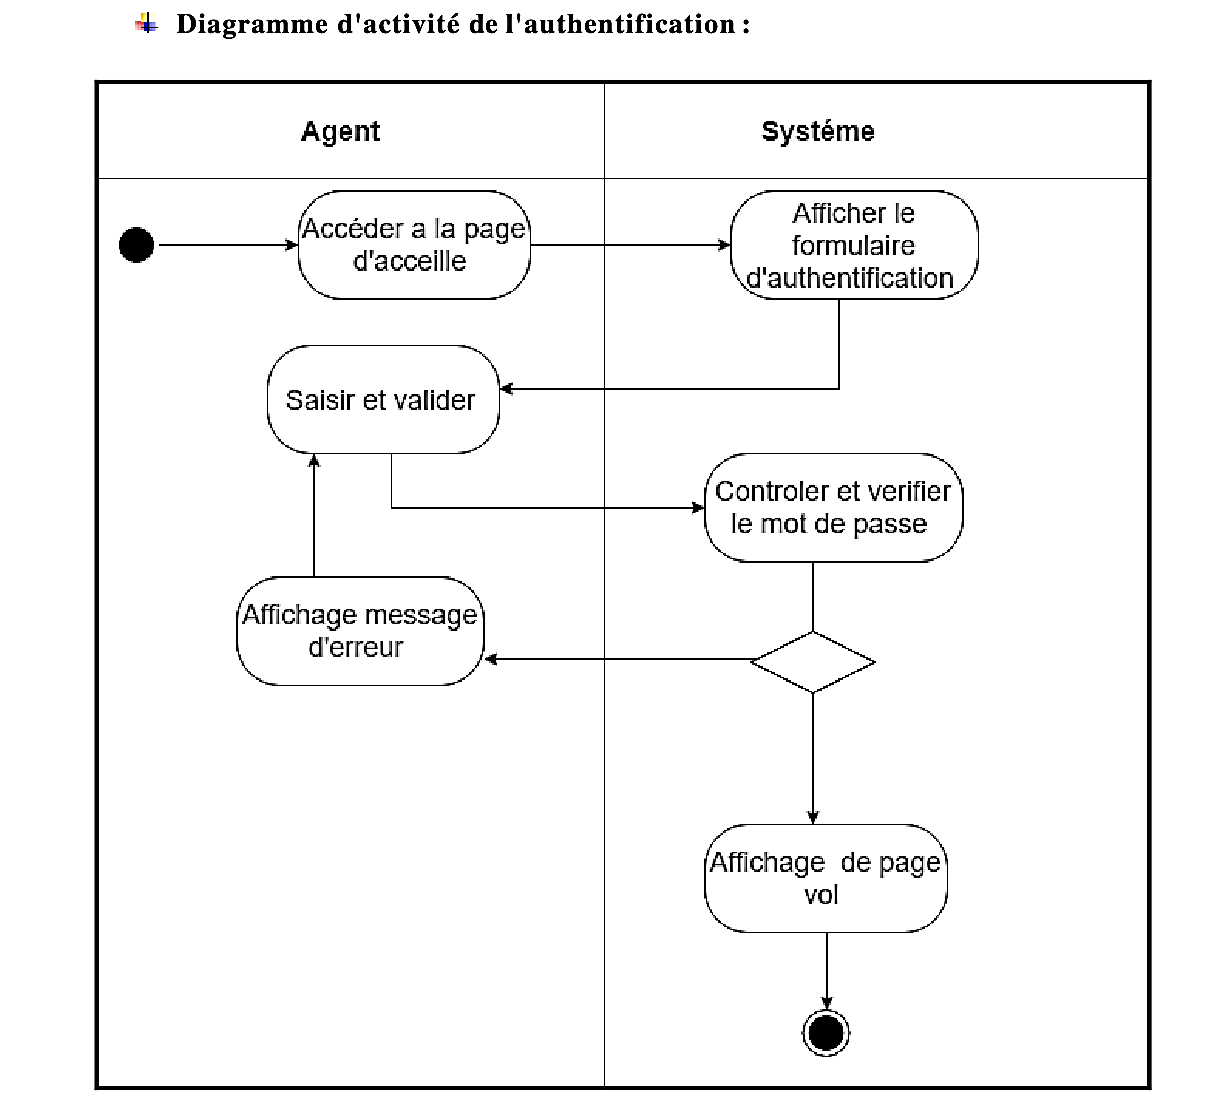 Diagramme d'activité de l'authentification :
Agent
Systéme
Accéder a la page
d'acceille
Afficher le
formulaire
d'authentification
Saisir et valider
Controler et verifier
le mot de passe
Affichage message
d'erreur
Affichage de page
vol